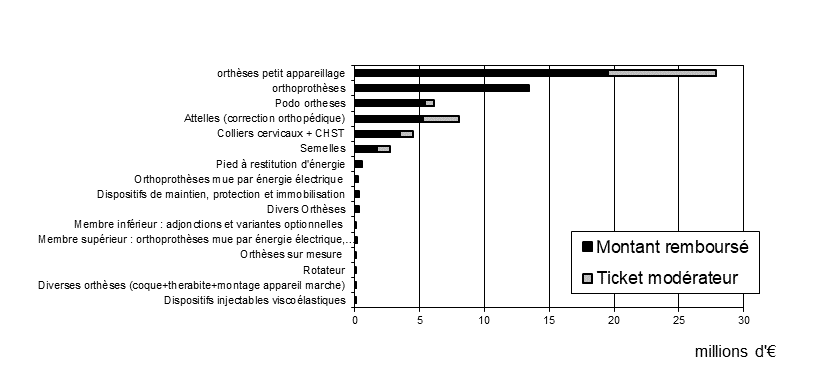 orthèses petit appareillage
orthoprothèses
Podo ortheses
Attelles (correction orthopédique)
Colliers cervicaux + CHST
Semelles
Pied à restitution d'énergie
Orthoprothèses mue par énergie électrique
Dispositifs de maintien, protection et immobilisation
Divers Orthèses
Membre inférieur : adjonctions et variantes optionnelles
Membre supérieur : orthoprothèses mue par énergie électrique,...
Orthèses sur mesure
Rotateur
Diverses orthèses (coque+therabite+montage appareil marche)
Dispositifs injectables viscoélastiques
Montant remboursé
Ticket modérateur
0 5 10 15 20 25 30
millions d'€